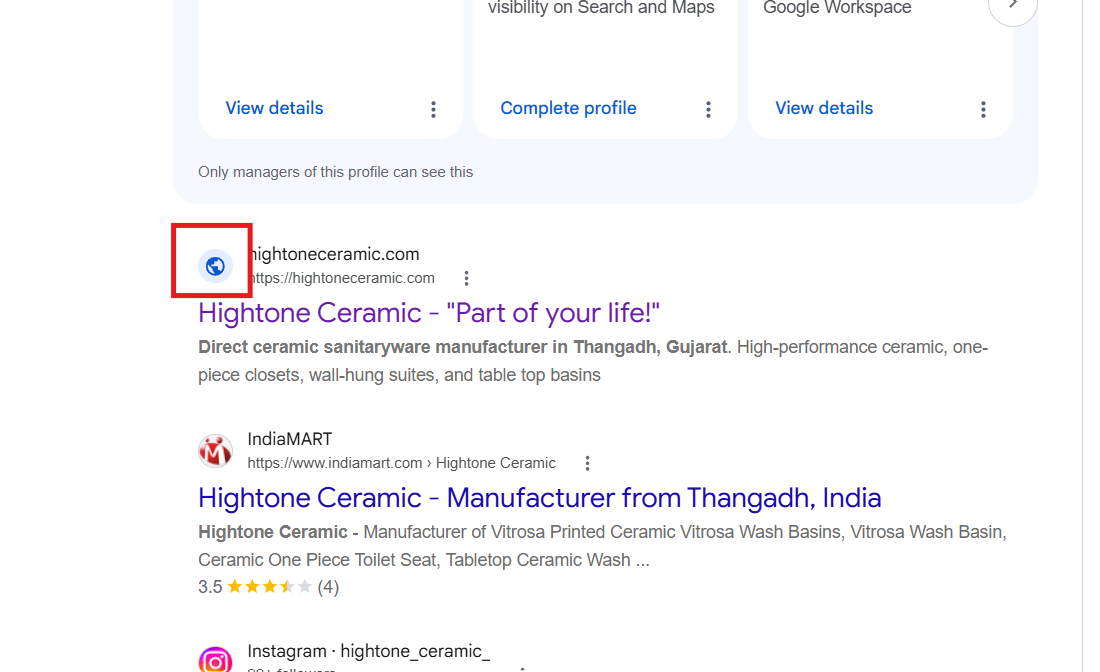 visibility on Search and Maps
Google Workspace
View details
Complete profile
View details
Only managers of this profile can see this
hightoneceramic.com
https://hightoneceramic.com
Hightone Ceramic - "Part of your life!"
Direct ceramic sanitaryware manufacturer in Thangadh, Gujarat. High-performance ceramic, one-
piece closets, wall-hung suites, and table top basins
IndiaMART
https://www.indiamart.com › Hightone Ceramic
Hightone Ceramic - Manufacturer from Thangadh, India
Hightone Ceramic - Manufacturer of Vitrosa Printed Ceramic Vitrosa Wash Basins, Vitrosa Wash Basin,
Ceramic One Piece Toilet Seat, Tabletop Ceramic Wash ...
3.5 (4)
Instagram · hightone_ceramic_